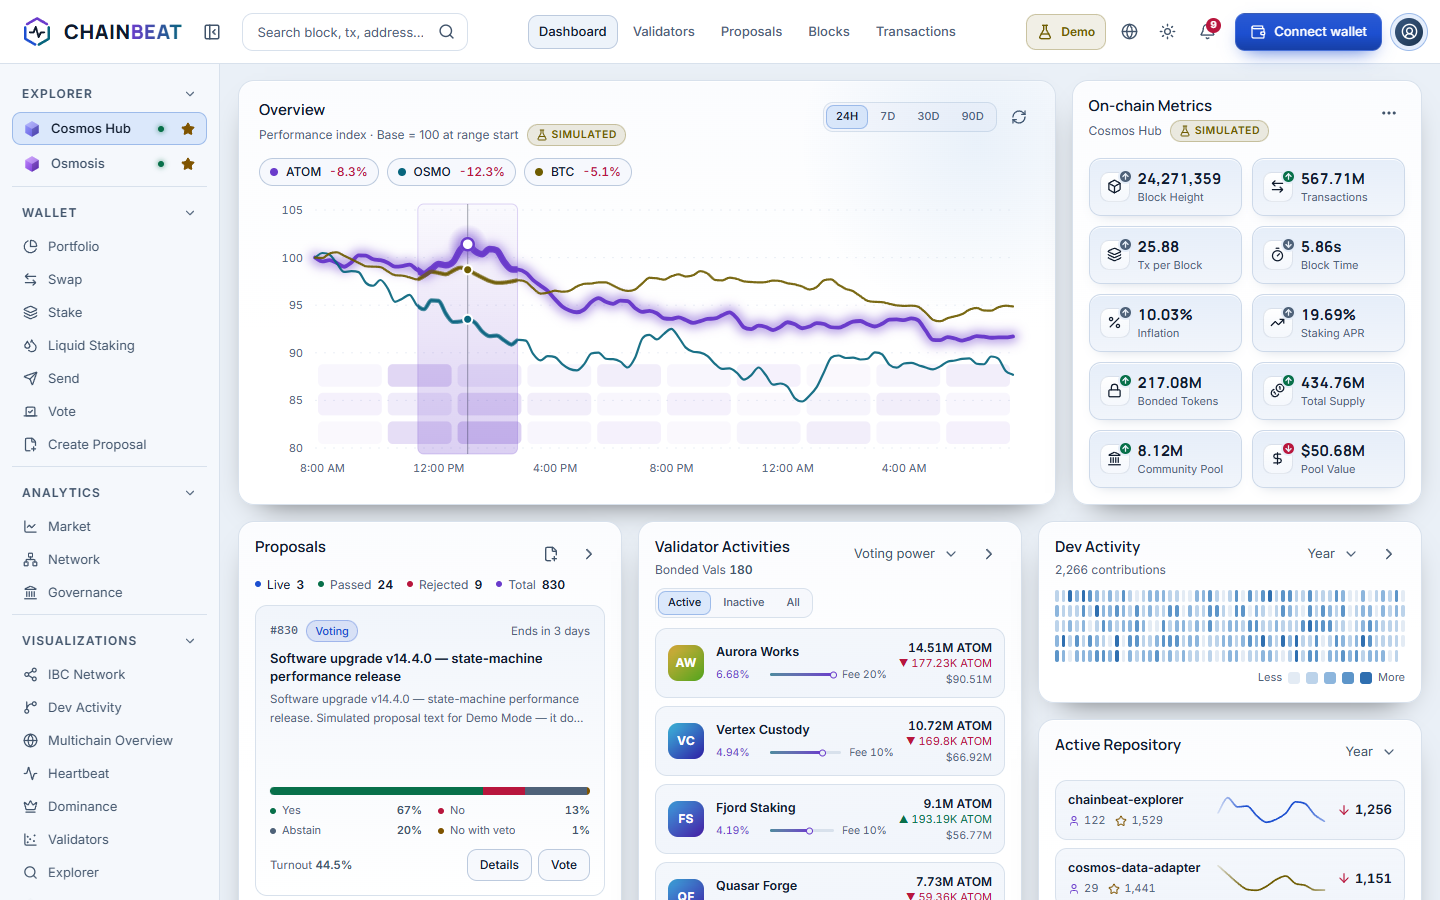 CHAINBEAT
Search block, tx, address...
Dashboard
Validators
Proposals
Blocks
Transactions
Demo
9
Connect wallet
EXPLORER
Cosmos Hub
Osmosis
WALLET
Portfolio
Swap
Stake
Liquid Staking
Send
Vote
Create Proposal
ANALYTICS
Market
Network
Governance
VISUALIZATIONS
IBC Network
Dev Activity
Multichain Overview
Heartbeat
Dominance
Validators
Explorer
Overview
Performance index · Base = 100 at range start
SIMULATED
24H 7D 30D 90D
ATOM -8.3%
OSMO -12.3%
BTC -5.1%
105
100
95
90
85
80
8:00 AM 12:00 PM 4:00 PM 8:00 PM 12:00 AM 4:00 AM
On-chain Metrics
Cosmos Hub SIMULATED
24,271,359
Block Height
567.71M
Transactions
25.88
Tx per Block
5.86s
Block Time
10.03%
Inflation
19.69%
Staking APR
217.08M
Bonded Tokens
434.76M
Total Supply
8.12M
Community Pool
$50.68M
Pool Value
Proposals
Live 3 Passed 24 Rejected 9 Total 830
#830 Voting Ends in 3 days
Software upgrade v14.4.0 — state-machine
performance release
Software upgrade v14.4.0 — state-machine performance
release. Simulated proposal text for Demo Mode — it do...
Yes 67% No 13%
Abstain 20% No with veto 1%
Turnout 44.5% Details Vote
Validator Activities
Bonded Vals 180
Voting power
Active Inactive All
AW Aurora Works 14.51M ATOM
177.23K ATOM
6.68% Fee 20%
$90.51M
VC Vertex Custody 10.72M ATOM
169.8K ATOM
4.94% Fee 10%
$66.92M
FS Fjord Staking 9.1M ATOM
193.19K ATOM
4.19% Fee 10%
$56.77M
QF Quasar Forge 7.73M ATOM
59.36K ATOM
Dev Activity
2,266 contributions
Year
Less More
Active Repository
Year
chainbeat-explorer
122 1,529
1,256
cosmos-data-adapter
29 1,441
1,151